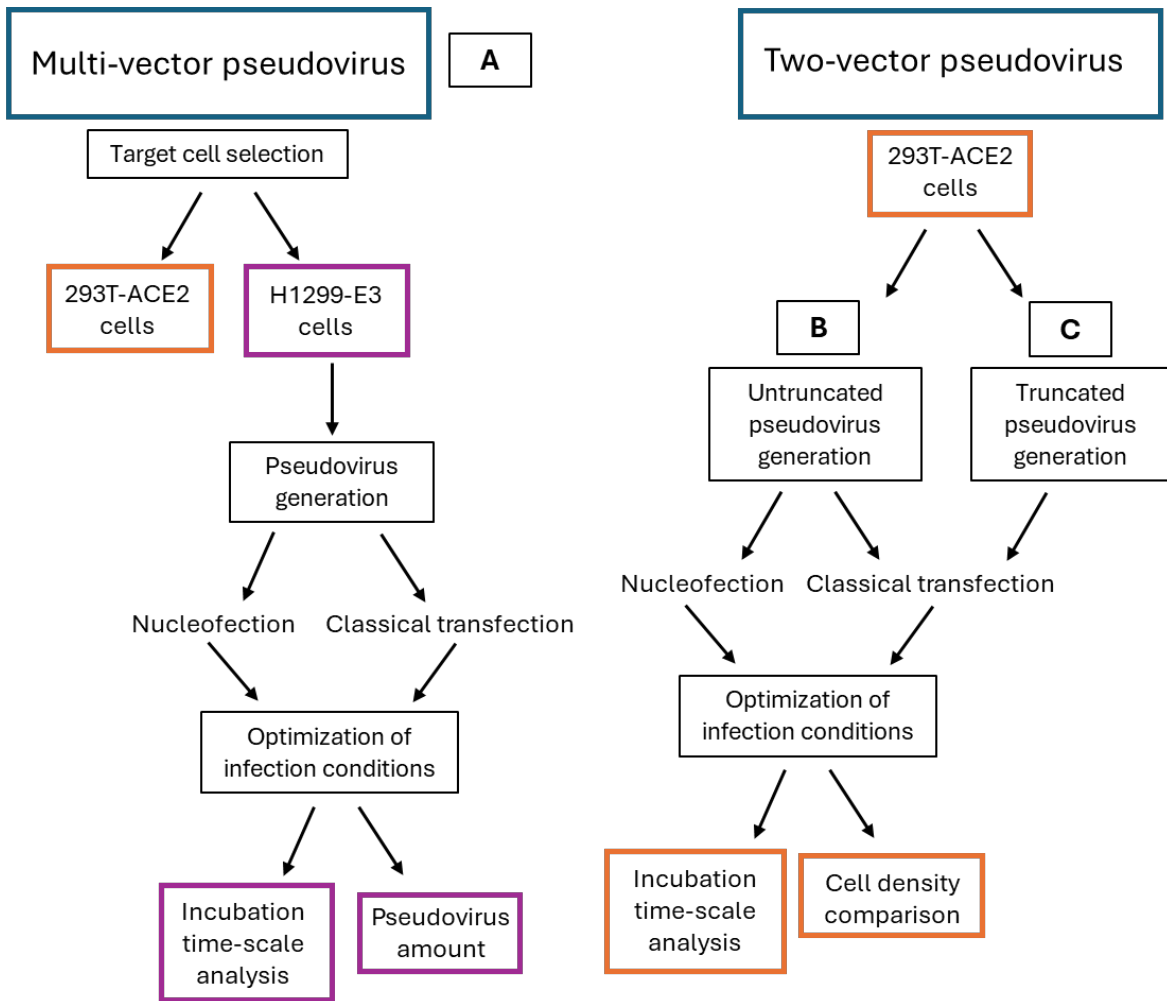 Multi-vector pseudovirus
A
Target cell selection
293T-ACE2
cells
H1299-E3
cells
Pseudovirus
generation
Nucleofection
Classical transfection
Optimization of
infection conditions
Incubation
time-scale
analysis
Pseudovirus
amount
Two-vector pseudovirus
293T-ACE2
cells
B
C
Untruncated
pseudovirus
generation
Truncated
pseudovirus
generation
Nucleofection
Classical transfection
Optimization of
infection conditions
Incubation
time-scale
analysis
Cell density
comparison